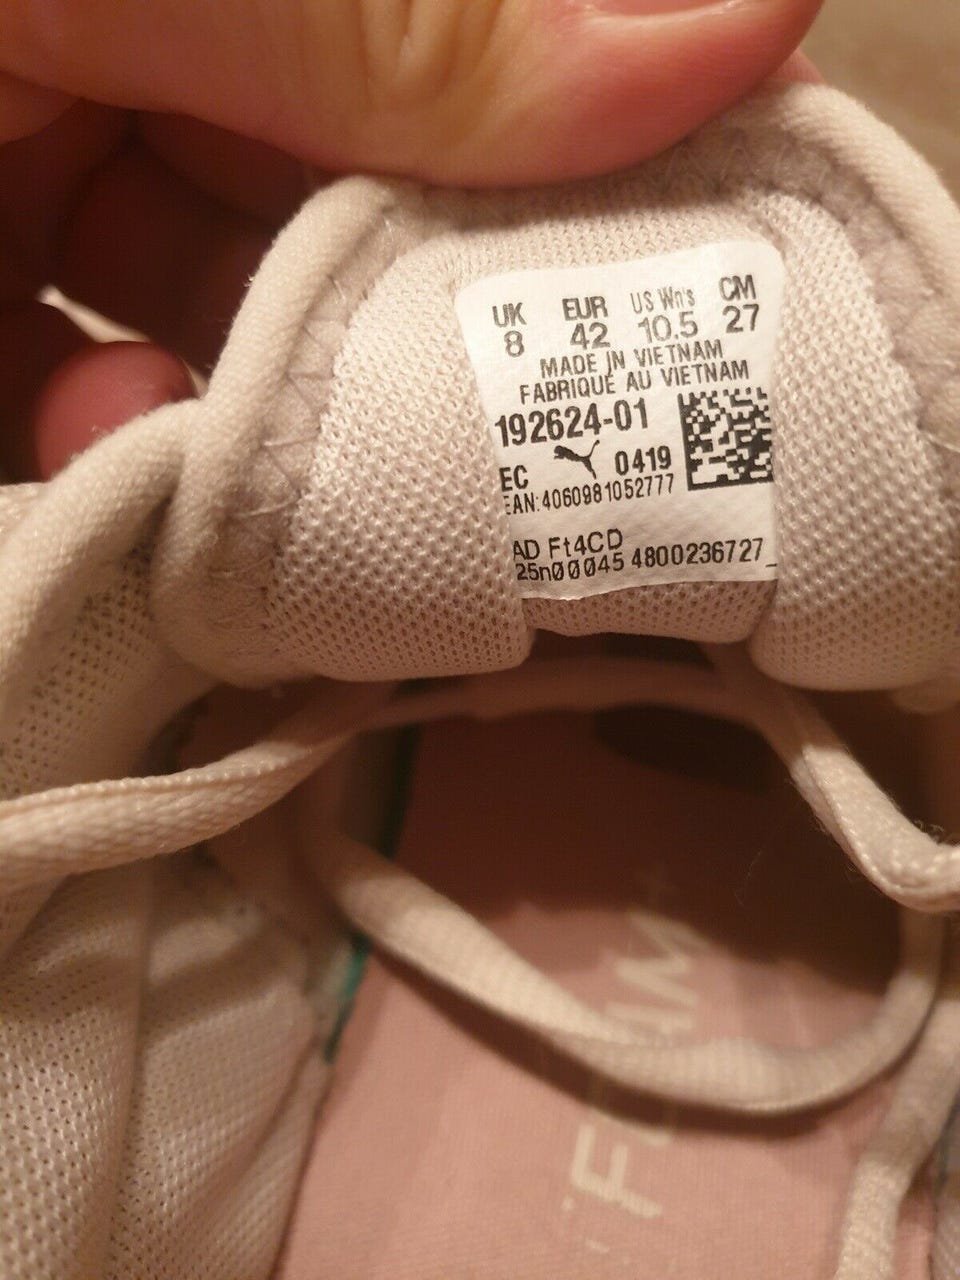 UK EUR US Wn's CM
8 42 10.5 27
MADE IN VIETNAM
FABRIQUÉ AU VIETNAM
192624-01
EC 0419
EAN:4060981052777
AD Ft4CD
25n00045 4800236727_